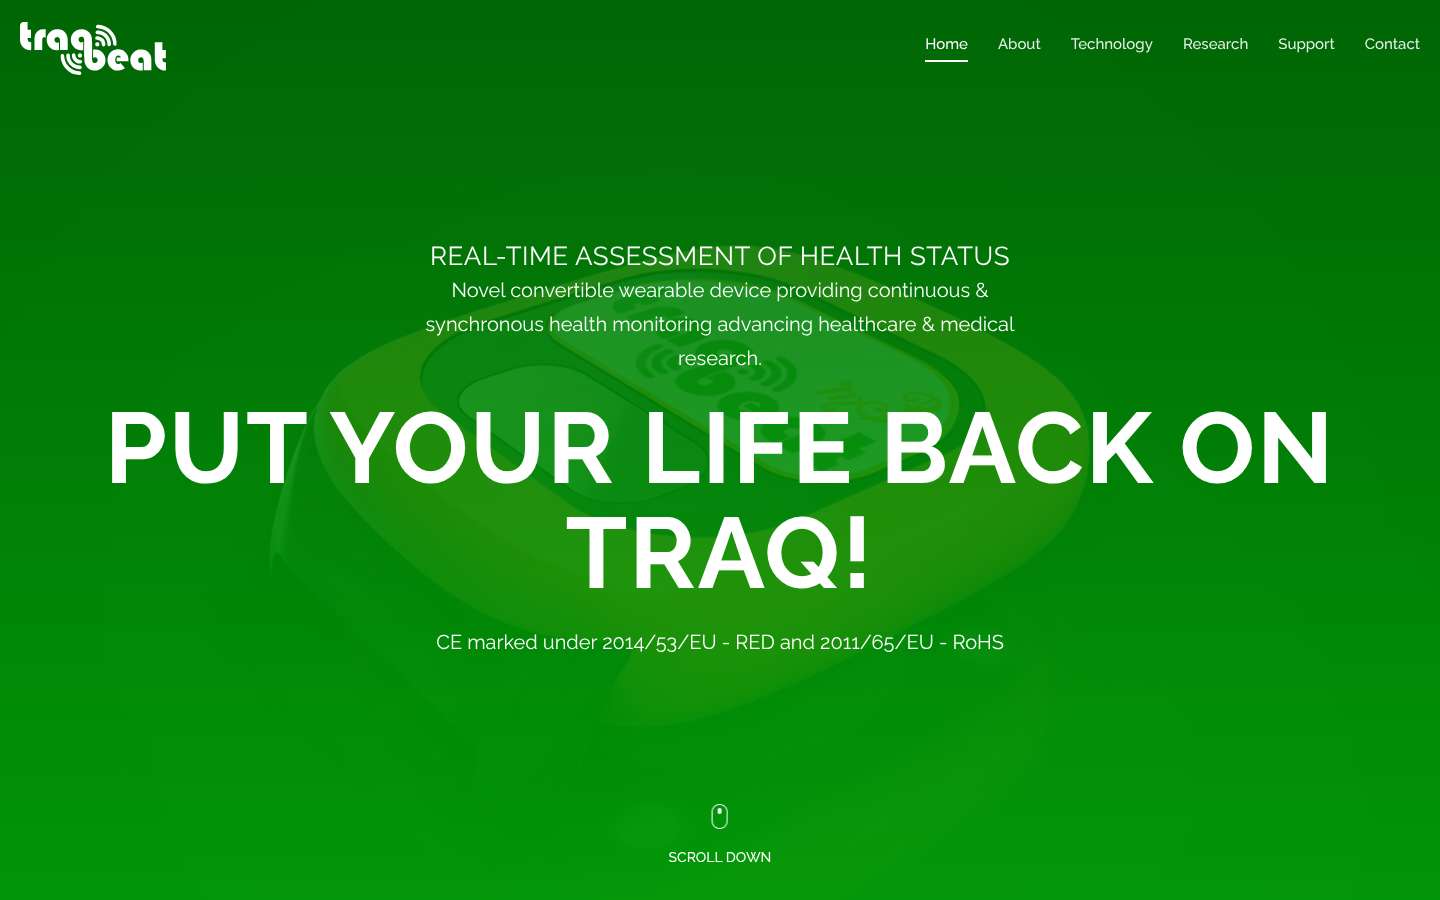 traqbeat
Home About Technology Research Support Contact
REAL-TIME ASSESSMENT OF HEALTH STATUS
Novel convertible wearable device providing continuous &
synchronous health monitoring advancing healthcare & medical
research.
PUT YOUR LIFE BACK ON
TRAQ!
CE marked under 2014/53/EU - RED and 2011/65/EU - RoHS
SCROLL DOWN